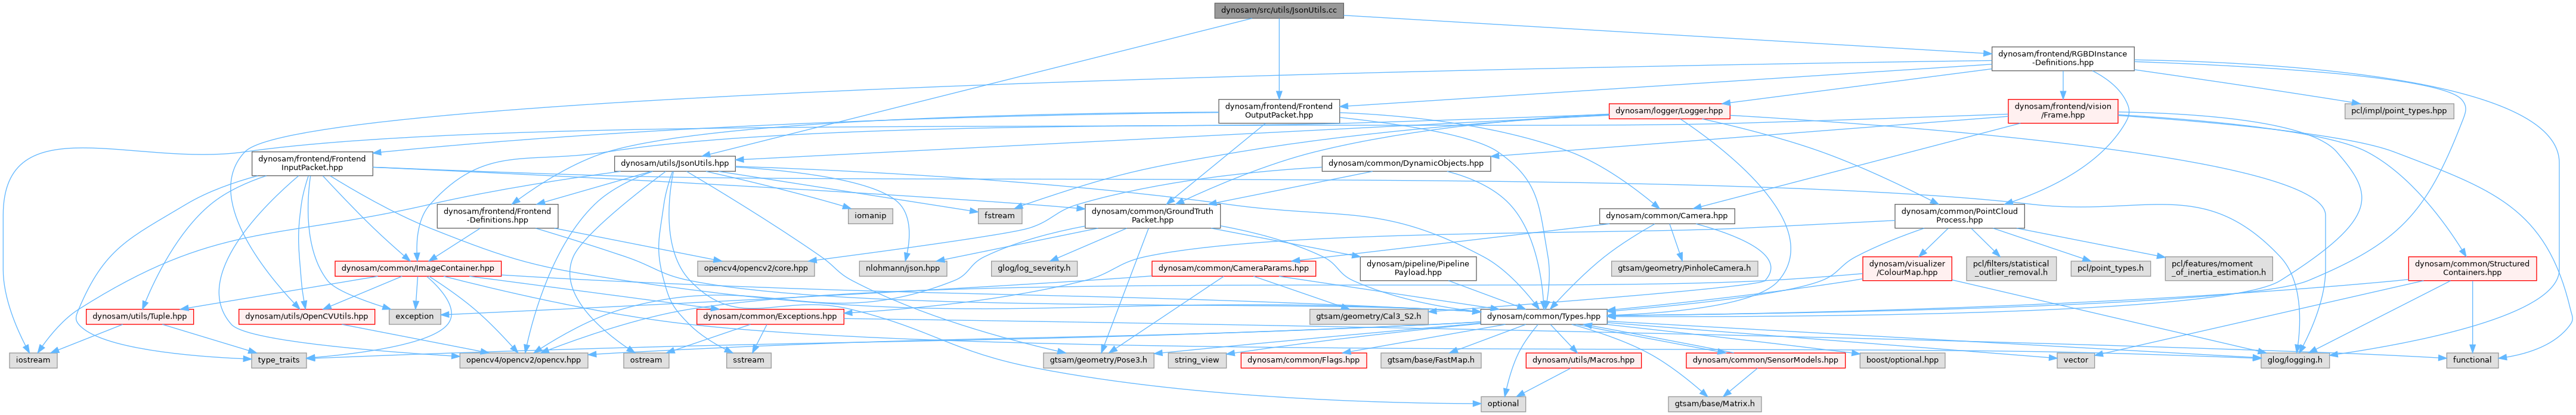 dynosam/src/utils/JsonUtils.cc
dynosam/frontend/RGBDInstance
-Definitions.hpp
dynosam/frontend/Frontend
OutputPacket.hpp
dynosam/logger/Logger.hpp
dynosam/frontend/vision
/Frame.hpp
pcl/impl/point_types.hpp
dynosam/frontend/Frontend
InputPacket.hpp
dynosam/utils/JsonUtils.hpp
dynosam/common/DynamicObjects.hpp
dynosam/frontend/Frontend
-Definitions.hpp
iomanip
fstream
dynosam/common/GroundTruth
Packet.hpp
dynosam/common/Camera.hpp
dynosam/common/PointCloud
Process.hpp
dynosam/common/ImageContainer.hpp
opencv4/opencv2/core.hpp
nlohmann/json.hpp
glog/log_severity.h
dynosam/common/CameraParams.hpp
dynosam/pipeline/Pipeline
Payload.hpp
gtsam/geometry/PinholeCamera.h
dynosam/visualizer
/ColourMap.hpp
pcl/filters/statistical
_outlier_removal.h
pcl/point_types.h
pcl/features/moment
_of_inertia_estimation.h
dynosam/common/Structured
Containers.hpp
dynosam/utils/Tuple.hpp
dynosam/utils/OpenCVUtils.hpp
exception
dynosam/common/Exceptions.hpp
gtsam/geometry/Cal3_S2.h
dynosam/common/Types.hpp
iostream
type_traits
opencv4/opencv2/opencv.hpp
ostream
sstream
gtsam/geometry/Pose3.h
string_view
dynosam/common/Flags.hpp
gtsam/base/FastMap.h
dynosam/utils/Macros.hpp
dynosam/common/SensorModels.hpp
boost/optional.hpp
vector
glog/logging.h
functional
optional
gtsam/base/Matrix.h